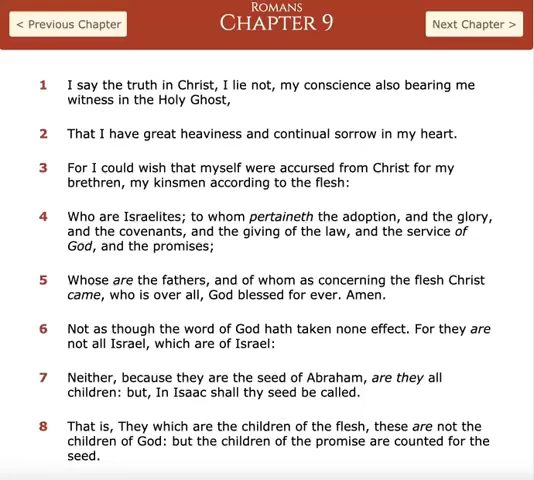 Romans
Chapter 9
< Previous Chapter
Next Chapter >
1 I say the truth in Christ, I lie not, my conscience also bearing me
witness in the Holy Ghost,
2 That I have great heaviness and continual sorrow in my heart.
3 For I could wish that myself were accursed from Christ for my
brethren, my kinsmen according to the flesh:
4 Who are Israelites; to whom pertaineth the adoption, and the glory,
and the covenants, and the giving of the law, and the service of
God, and the promises;
5 Whose are the fathers, and of whom as concerning the flesh Christ
came, who is over all, God blessed for ever. Amen.
6 Not as though the word of God hath taken none effect. For they are
not all Israel, which are of Israel:
7 Neither, because they are the seed of Abraham, are they all
children: but, In Isaac shall thy seed be called.
8 That is, They which are the children of the flesh, these are not the
children of God: but the children of the promise are counted for the
seed.